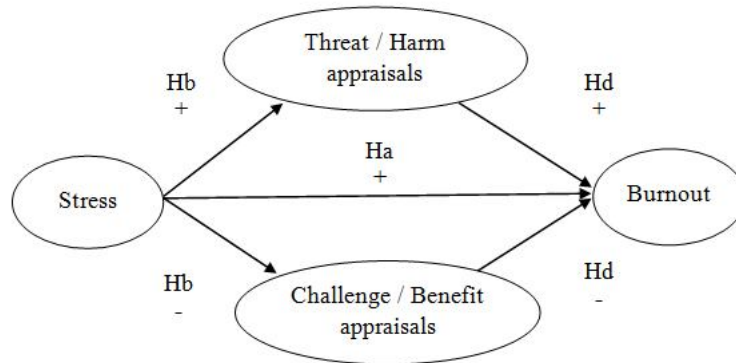 Threat / Harm
appraisals
Hb
+
Hd
+
Ha
+
Stress
Burnout
Hb
-
Challenge / Benefit
appraisals
Hd
-